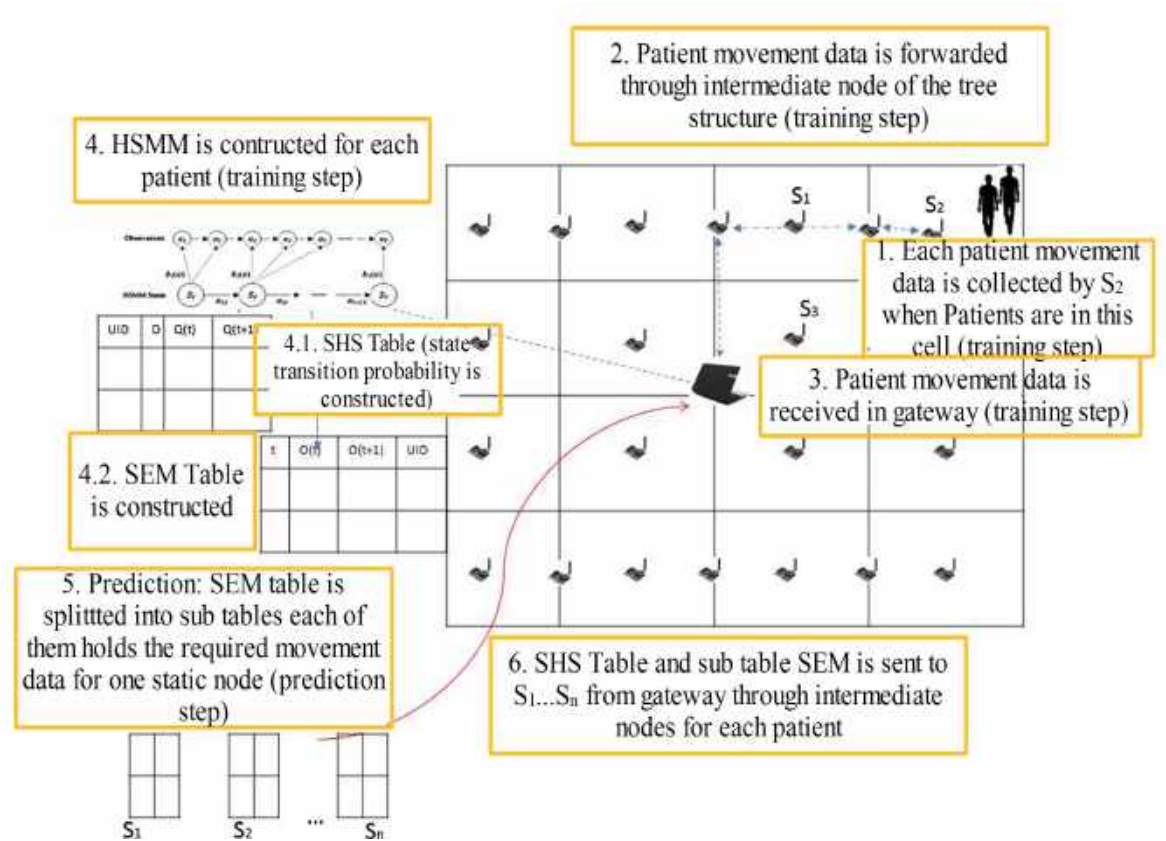 2. Patient movement data is forwarded
through intermediate node of the tree
structure (training step)
4. HSMM is contructed for each
patient (training step)
S1
S2
1. Each patient movement
data is collected by S2
when Patients are in this
cell (training step)
S3
3. Patient movement data is
received in gateway (training step)
UID D Q(t) Q(t+1)
4.1. SHS Table (state
transition probability is
constructed)
4.2. SEM Table
is constructed
t O(t) O(t+1) UID
5. Prediction: SEM table is
splittted into sub tables each of
them holds the required movement
data for one static node (prediction
step)
6. SHS Table and sub table SEM is sent to
S1...Sn from gateway through intermediate
nodes for each patient
S1 S2 ... Sn